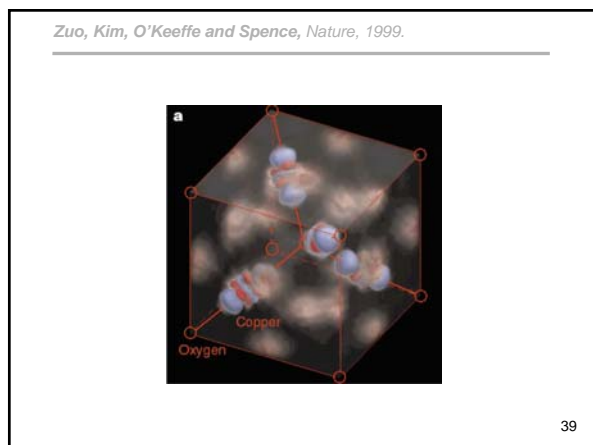 Zuo, Kim, O'Keeffe and Spence, Nature, 1999.
a
Copper
Oxygen
39